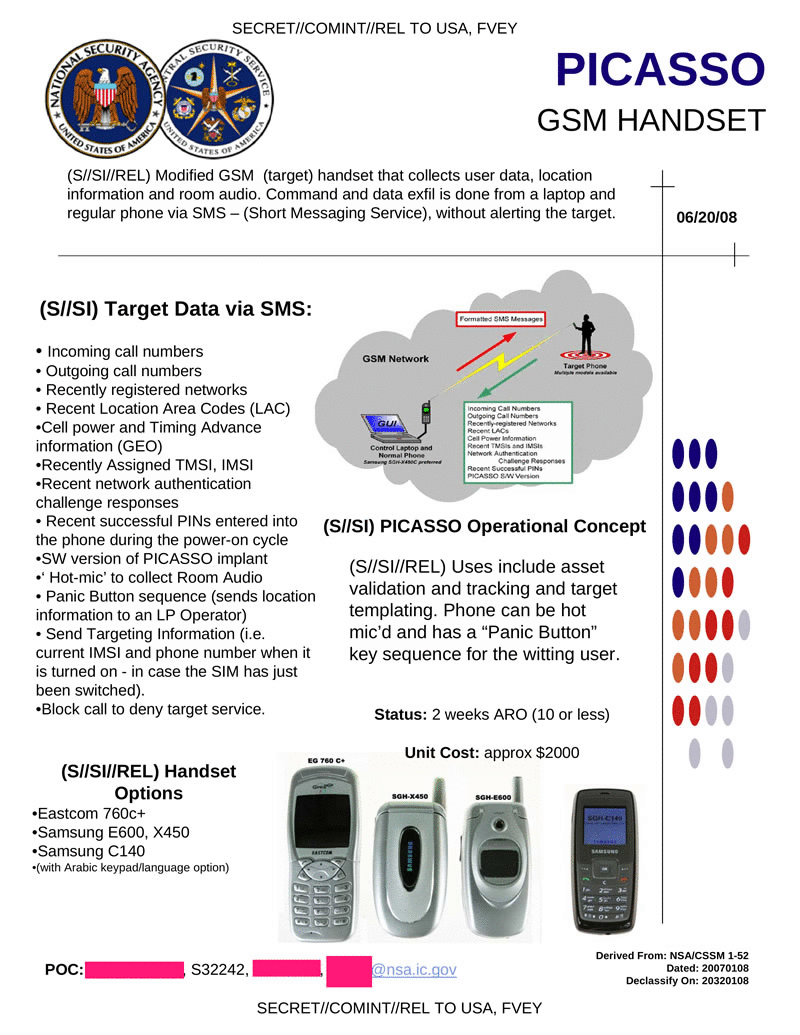 SECRET//COMINT//REL TO USA, FVEY
NATIONAL SECURITY AGENCY
UNITED STATES OF AMERICA
TRAL SECURITY SERVICE
UNITED STATES OF AMERICA
PICASSO
GSM HANDSET
(S//SI//REL) Modified GSM (target) handset that collects user data, location
information and room audio. Command and data exfil is done from a laptop and
regular phone via SMS – (Short Messaging Service), without alerting the target.
06/20/08
(S//SI) Target Data via SMS:
• Incoming call numbers
• Outgoing call numbers
• Recently registered networks
• Recent Location Area Codes (LAC)
•Cell power and Timing Advance
information (GEO)
•Recently Assigned TMSI, IMSI
•Recent network authentication
challenge responses
• Recent successful PINs entered into
the phone during the power-on cycle
•SW version of PICASSO implant
•‘ Hot-mic’ to collect Room Audio
• Panic Button sequence (sends location
information to an LP Operator)
• Send Targeting Information (i.e.
current IMSI and phone number when it
is turned on - in case the SIM has just
been switched).
•Block call to deny target service.
Formatted SMS Messages
GSM Network
Target Phone
Multiple models available
GUI
Control Laptop and
Normal Phone
Samsung SGH-X450C preferred
Incoming Call Numbers
Outgoing Call Numbers
Recently-registered Networks
Recent LACs
Cell Power Information
Recent TMSIs and IMSIs
Network Authentication
Challenge Responses
Recent Successful PINs
PICASSO S/W Version
(S//SI) PICASSO Operational Concept
(S//SI//REL) Uses include asset
validation and tracking and target
templating. Phone can be hot
mic’d and has a “Panic Button”
key sequence for the witting user.
Status: 2 weeks ARO (10 or less)
Unit Cost: approx $2000
(S//SI//REL) Handset
Options
•Eastcom 760c+
•Samsung E600, X450
•Samsung C140
•(with Arabic keypad/language option)
EG 760 C+
EASTCOM
SGH-X450
SAMSUNG
SGH-E600
SGH-C140
SAMSUNG
SAMSUNG
POC: , S32242, , @nsa.ic.gov
Derived From: NSA/CSSM 1-52
Dated: 20070108
Declassify On: 20320108
SECRET//COMINT//REL TO USA, FVEY